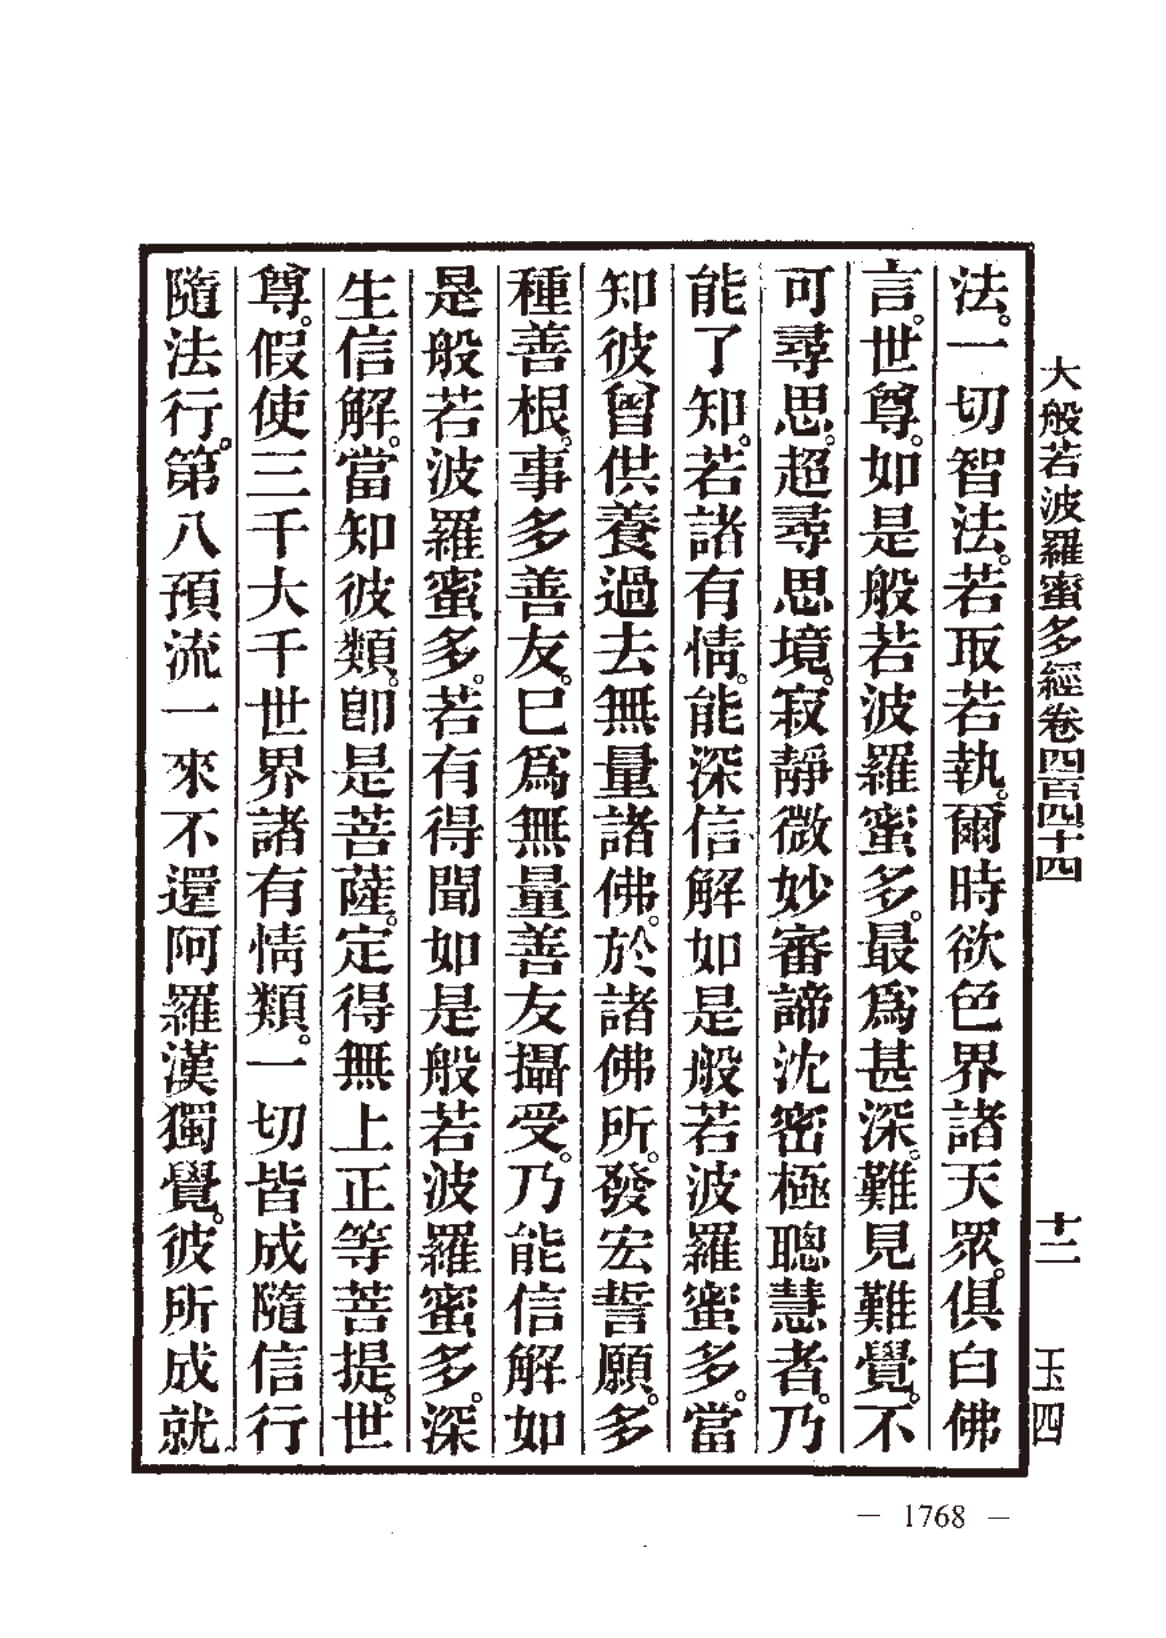 大般若波羅蜜多經卷四百四十四　十二　玉四
法。一切智法。若取若執。爾時欲色界諸天眾。俱白佛
言。世尊。如是般若波羅蜜多。最爲甚深。難見難覺。不
可尋思。超尋思境。寂靜微妙審諦沈密極聰慧者。乃
能了知。若諸有情。能深信解如是般若波羅蜜多。當
知彼曾供養過去無量諸佛。於諸佛所。發宏誓願。多
種善根。事多善友。已爲無量善友攝受。乃能信解如
是般若波羅蜜多。若有得聞如是般若波羅蜜多。深
生信解。當知彼類。卽是菩薩。定得無上正等菩提。世
尊。假使三千大千世界諸有情類。一切皆成隨信行
隨法行。第八預流一來不還阿羅漢獨覺。彼所成就
— 1768 —